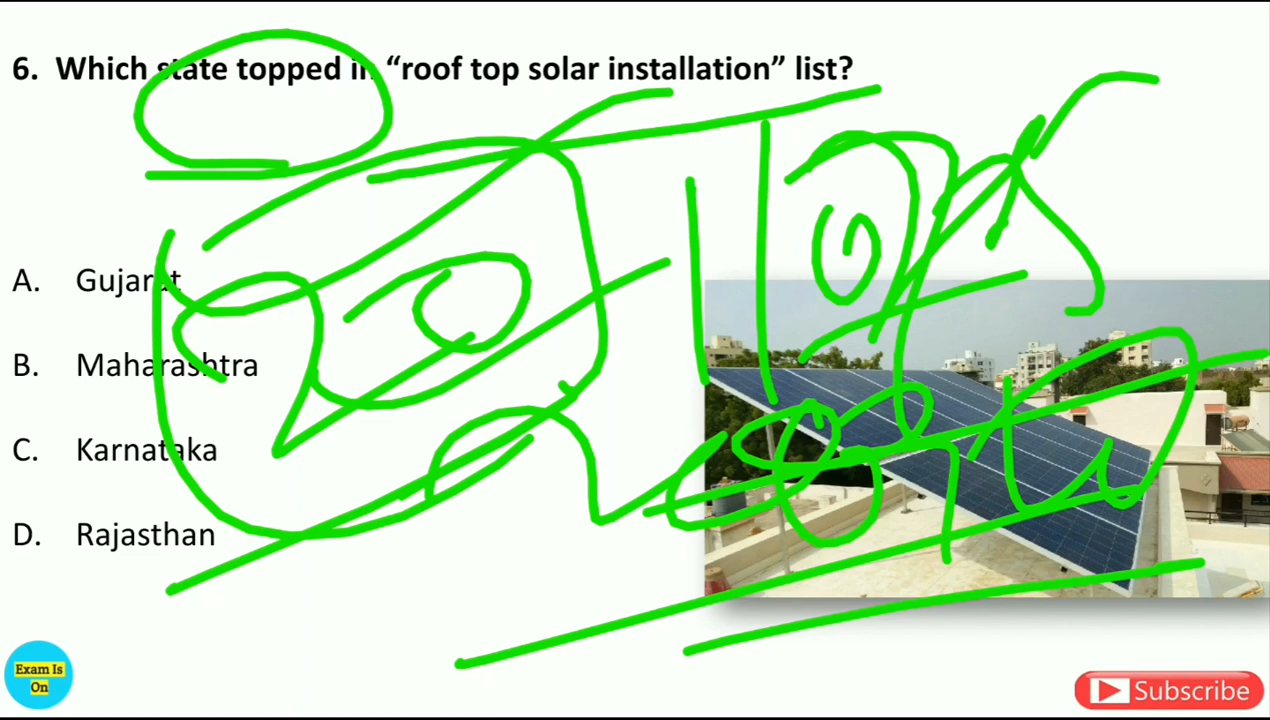 6. Which state topped in “roof top solar installation” list?
A. Gujarat
B. Maharashtra
C. Karnataka
D. Rajasthan
Exam Is
On
Subscribe